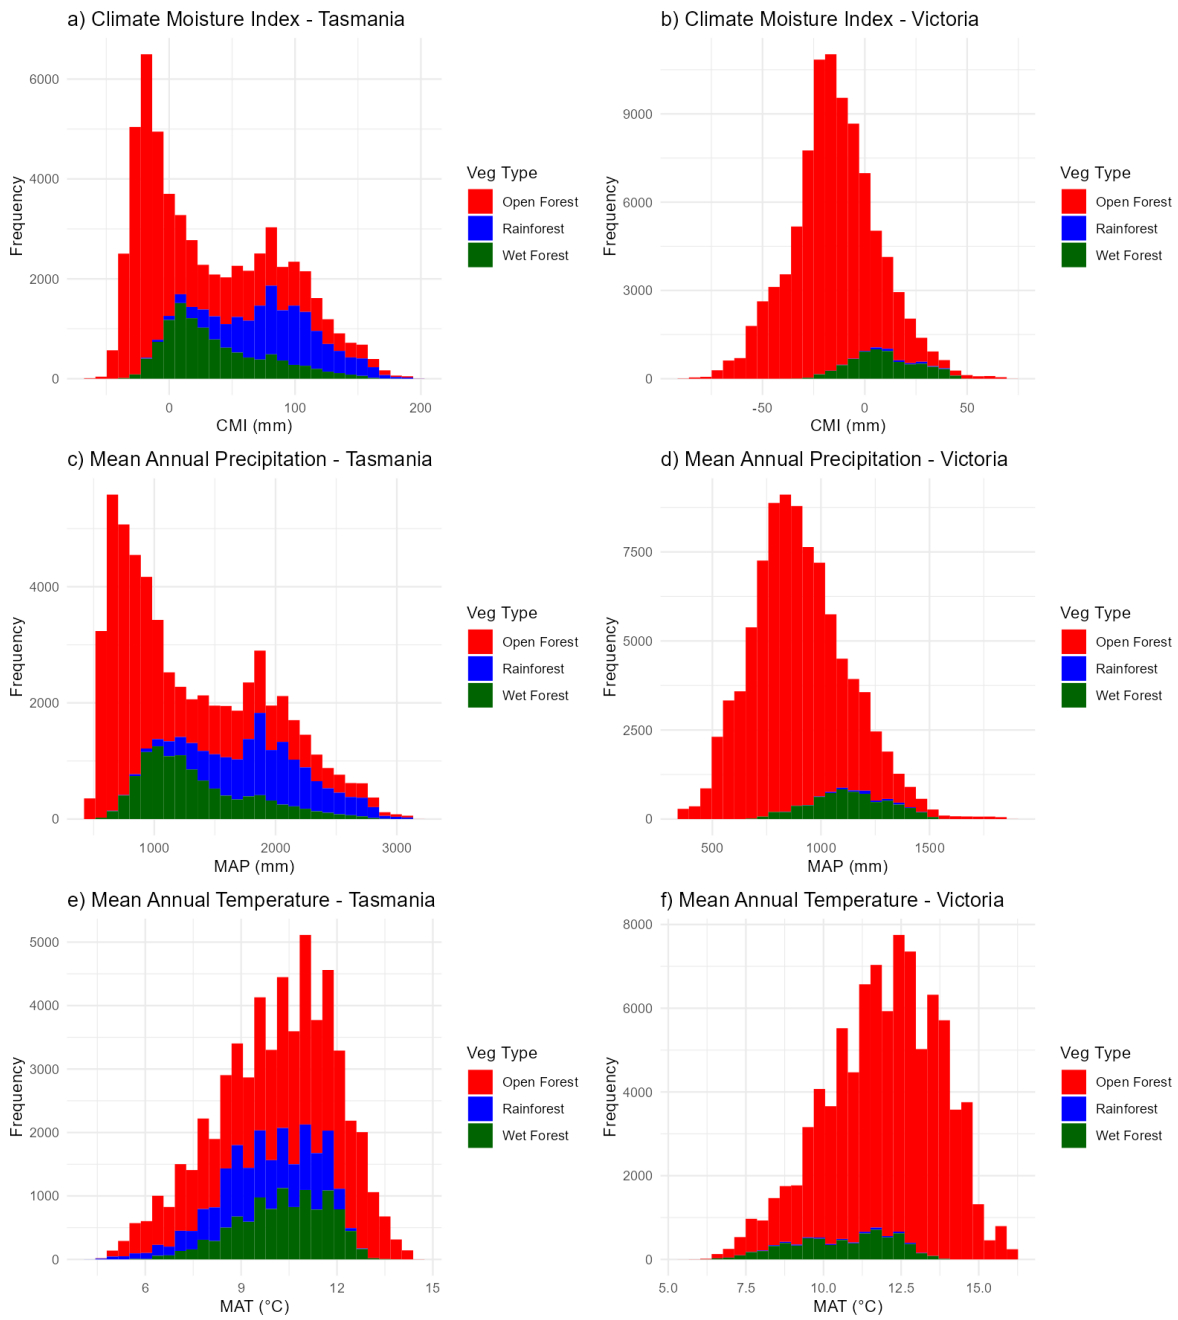 a) Climate Moisture Index - Tasmania
Frequency
6000
4000
2000
0
0 100 200
CMI (mm)
Veg Type
Open Forest
Rainforest
Wet Forest
b) Climate Moisture Index - Victoria
Frequency
9000
6000
3000
0
-50 0 50
CMI (mm)
Veg Type
Open Forest
Rainforest
Wet Forest
c) Mean Annual Precipitation - Tasmania
Frequency
4000
2000
0
1000 2000 3000
MAP (mm)
Veg Type
Open Forest
Rainforest
Wet Forest
d) Mean Annual Precipitation - Victoria
Frequency
7500
5000
2500
0
500 1000 1500
MAP (mm)
Veg Type
Open Forest
Rainforest
Wet Forest
e) Mean Annual Temperature - Tasmania
Frequency
5000
4000
3000
2000
1000
0
6 9 12 15
MAT (°C)
Veg Type
Open Forest
Rainforest
Wet Forest
f) Mean Annual Temperature - Victoria
Frequency
8000
6000
4000
2000
0
5.0 7.5 10.0 12.5 15.0
MAT (°C)
Veg Type
Open Forest
Rainforest
Wet Forest